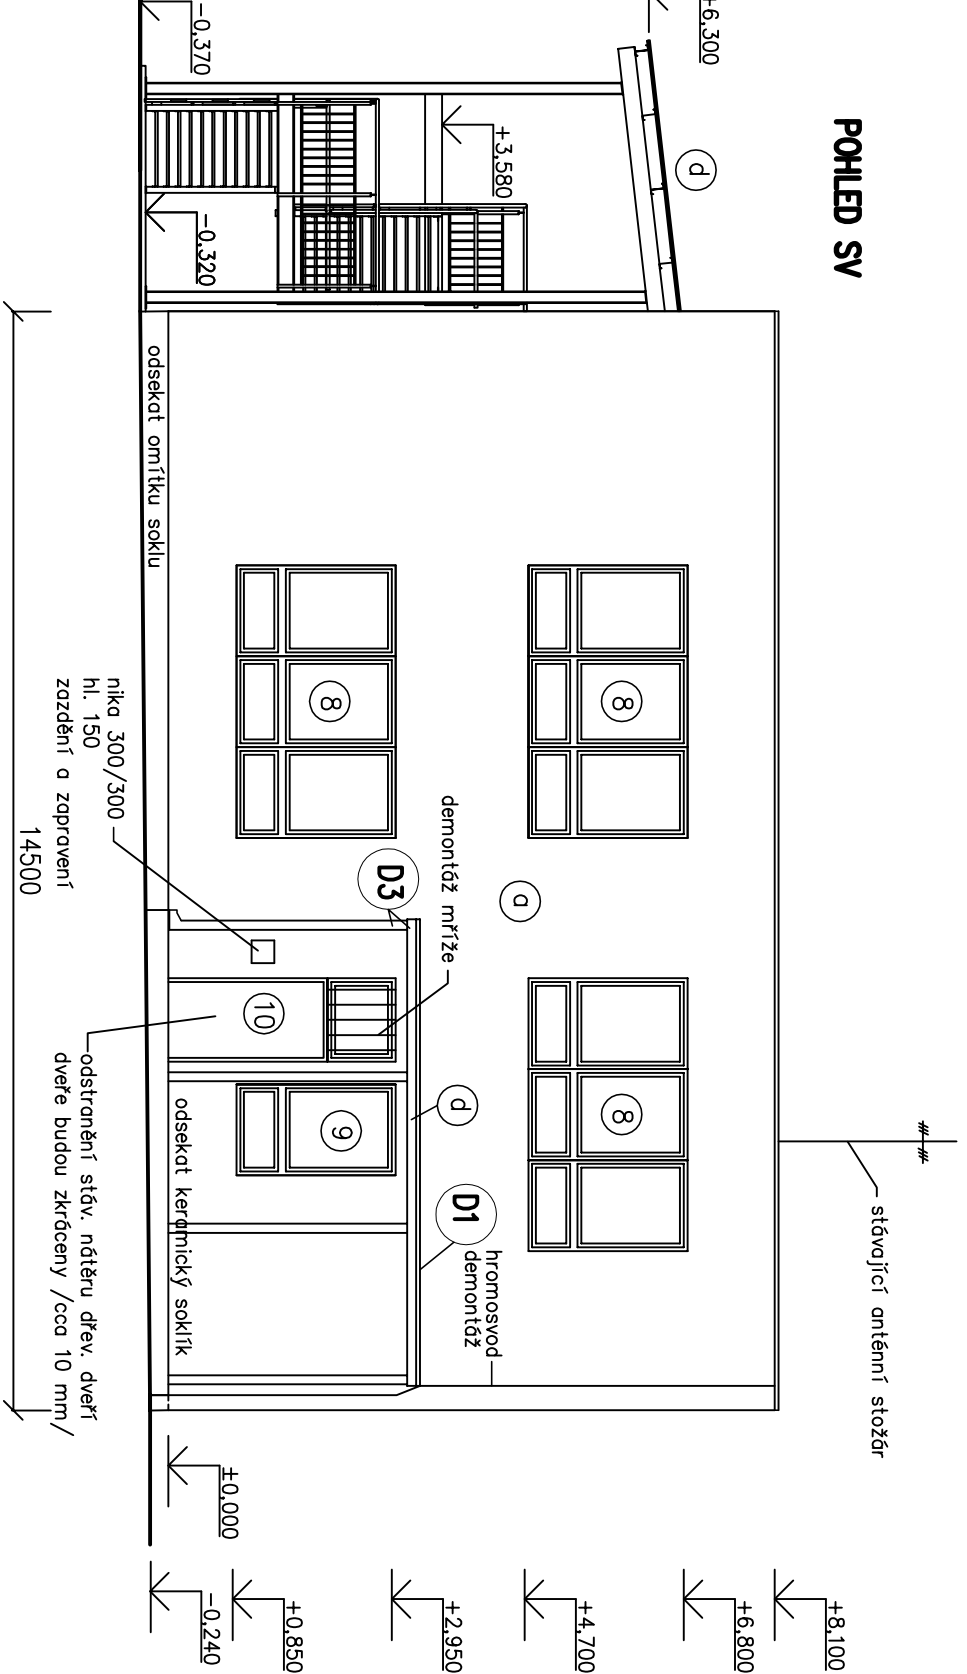 POHLED SV
+6,300
d
+3,580
-0,370
-0,320
8
8
8
a
stávající anténní stožár
demontáž mříže
D3
d
D1
hromosvod
demontáž
9
10
odsekat omítku soklu
odsekat keramický soklík
nika 300/300
hl. 150
zazdění a zapravení
odstranění stáv. nátěru dřev. dveří
dveře budou zkráceny /cca 10 mm/
14500
+8,100
+6,800
+4,700
+2,950
+0,850
±0,000
-0,240